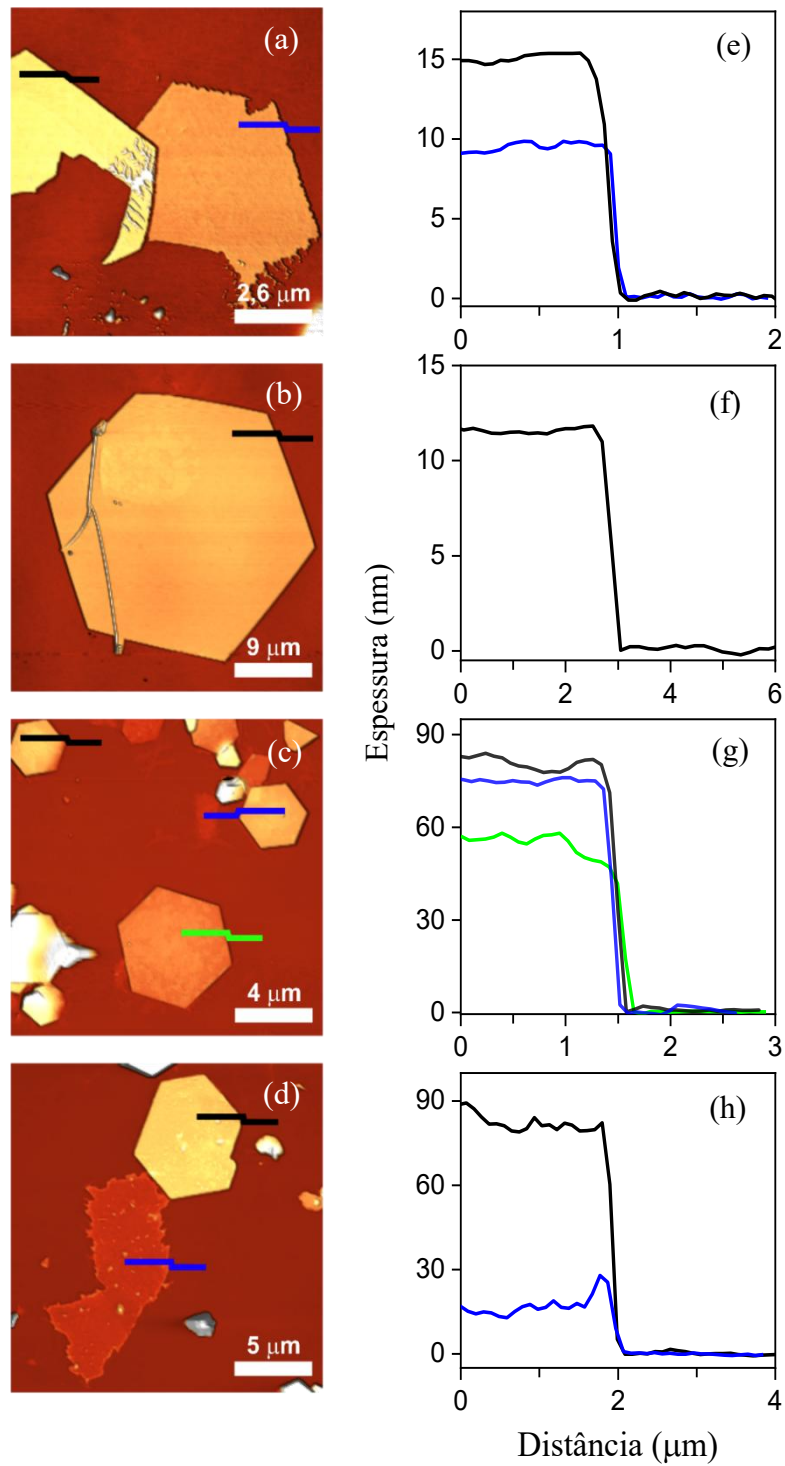 (a)
2,6 μm
(b)
9 μm
(c)
4 μm
(d)
5 μm
Espessura (nm)
(e)
15
10
5
0
0 1 2
(f)
15
10
5
0
0 2 4 6
(g)
90
60
30
0
0 1 2 3
(h)
90
60
30
0
0 2 4
Distância (μm)